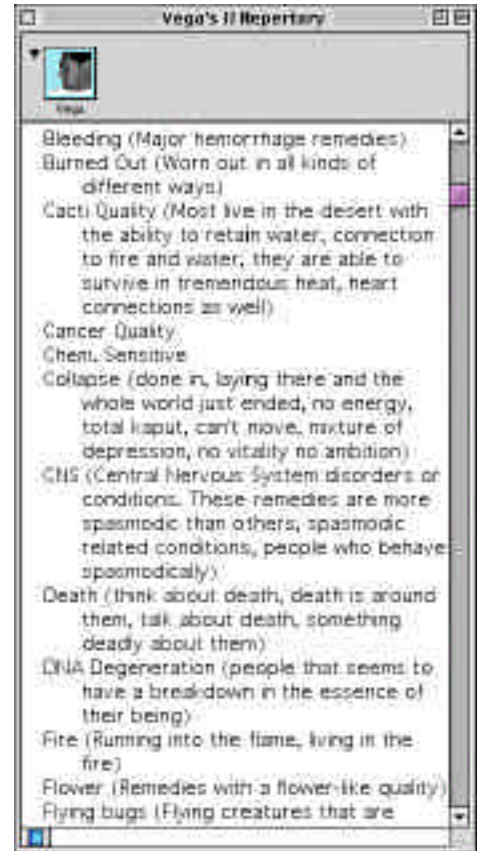 Vega's II Repertory
Vega
Bleeding (Major hemorrhage remedies)
Burned Out (Worn out in all kinds of
different ways)
Cacti Quality (Most live in the desert with
the ability to retain water, connection
to fire and water, they are able to
survive in tremendous heat, heart
connections as well)
Cancer Quality
Chem. Sensitive
Collapse (done in, laying there and the
whole world just ended, no energy,
total kaput, can't move, mixture of
depression, no vitality no ambition)
CNS (Central Nervous System disorders or
conditions. These remedies are more
spasmodic than others, spasmodic
related conditions, people who behave
spasmodically)
Death (think about death, death is around
them, talk about death, something
deadly about them)
DNA Degeneration (people that seems to
have a breakdown in the essence of
their being)
Fire (Running into the flame, living in the
fire)
Flower (Remedies with a flower-like quality)
Flying bugs (Flying creatures that are